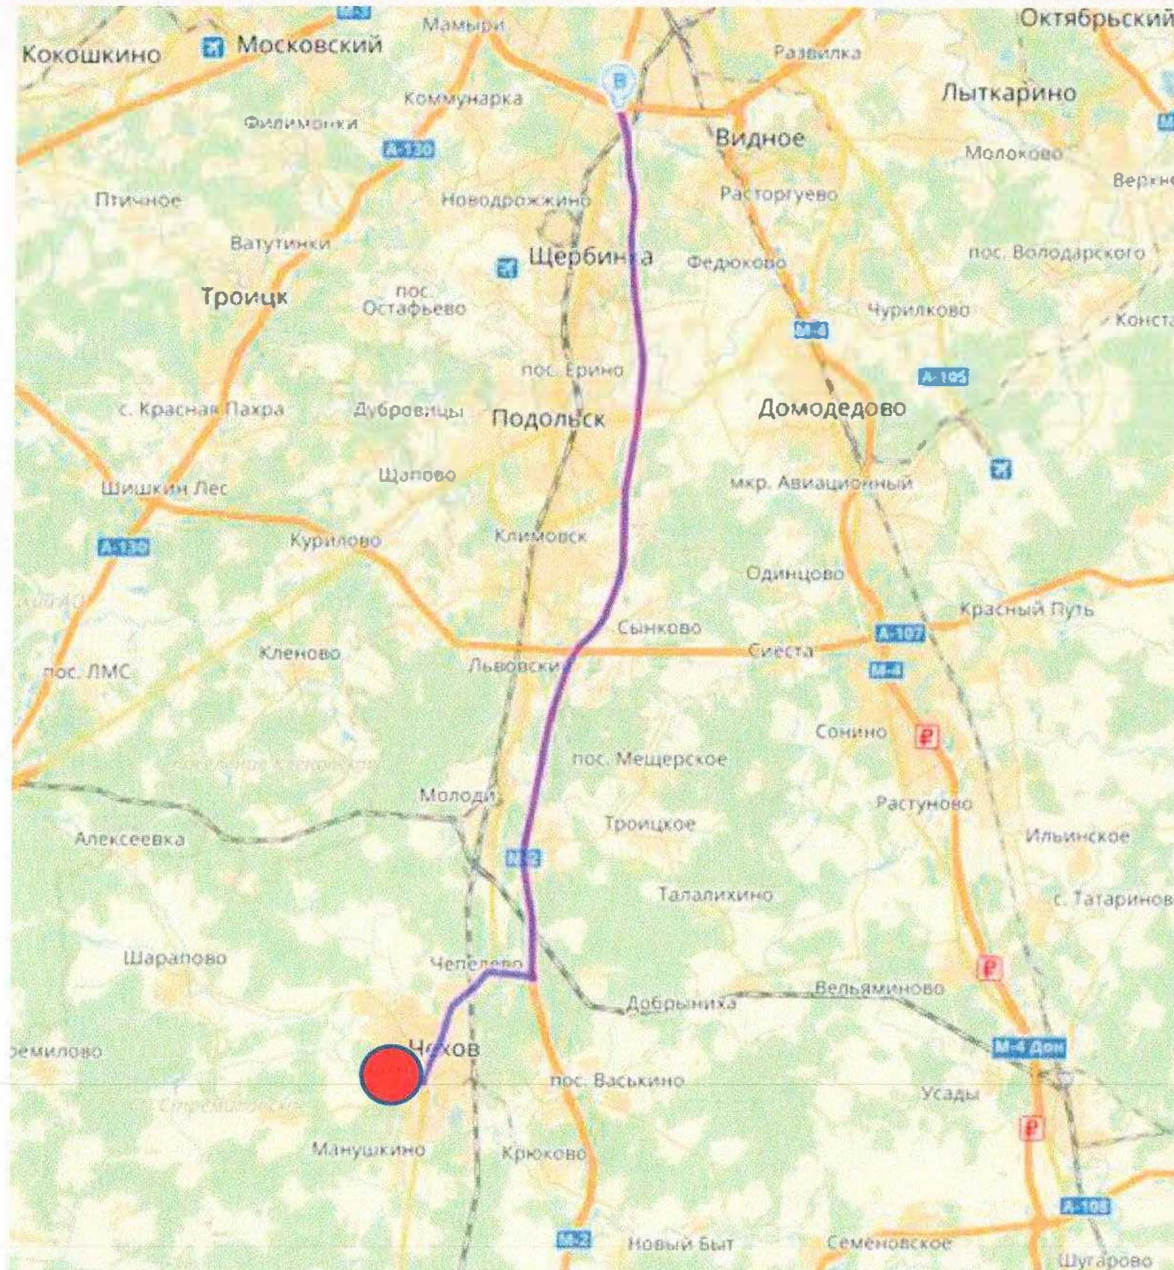 М-3
Октябрьский
Мамыри
Кокошкино
Московский
Развилка
В
Коммунарка
Лыткарино
Филимонки
Видное
А-130
Молоково
Птичное
Новодрожжино
Расторгуево
Ватутинки
Щербинка
Федюково
пос. Володарского
Троицк
пос.
Остафьево
Чурилково
М-4
пос. Ерино
А-105
с. Красная Пахра
Дубровицы
Подольск
Домодедово
Щапово
мкр. Авиационный
Шишкин Лес
Климовск
Курилово
А-130
Одинцово
Красный Путь
Сынково
А-107
Сиеста
Кленово
Львовский
М-4
пос. ЛМС
Сонино
₽
пос. Мещерское
Молоди
Растуново
Троицкое
Ильинское
Алексеевка
М-2
Талалихино
с. Татаринов
Шарапово
Чепелево
₽
Вельяминово
Добрыниха
Чехов
М-4 Дон
ремилово
пос. Васькино
Усады
₽
Манушкино
Крюково
А-108
М-2
Новый Быт
Семеновское
Шугарово